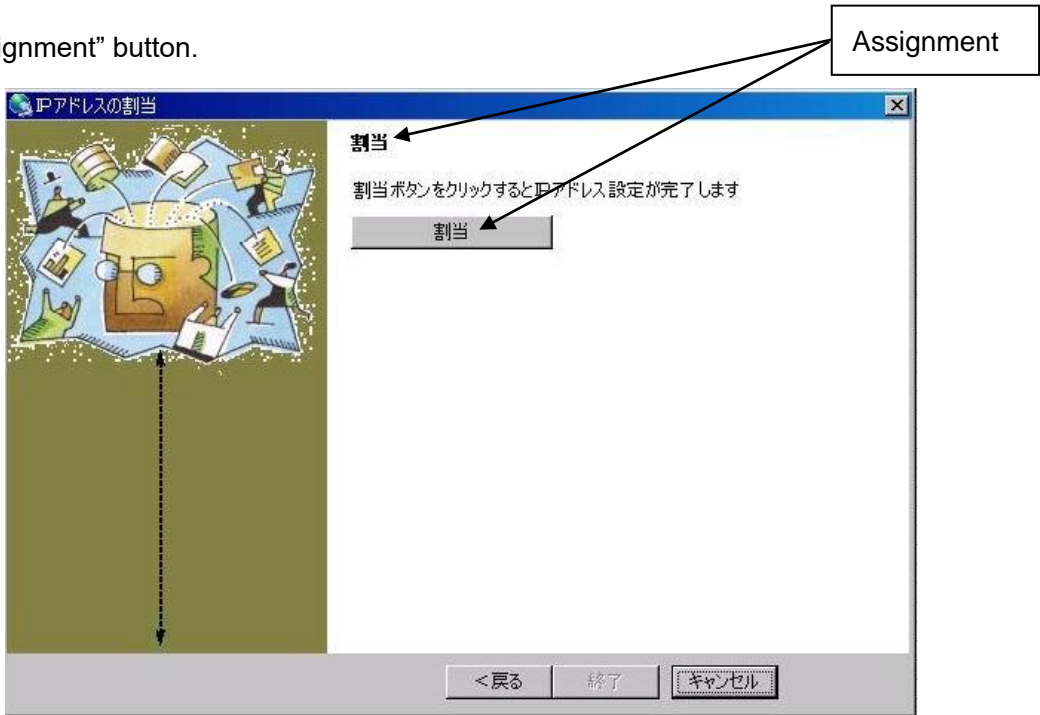 Assignment
ignment” button.
IPアドレスの割当
割当
割当ボタンをクリックするとIPアドレス設定が完了します
割当
<戻る
終了
キャンセル